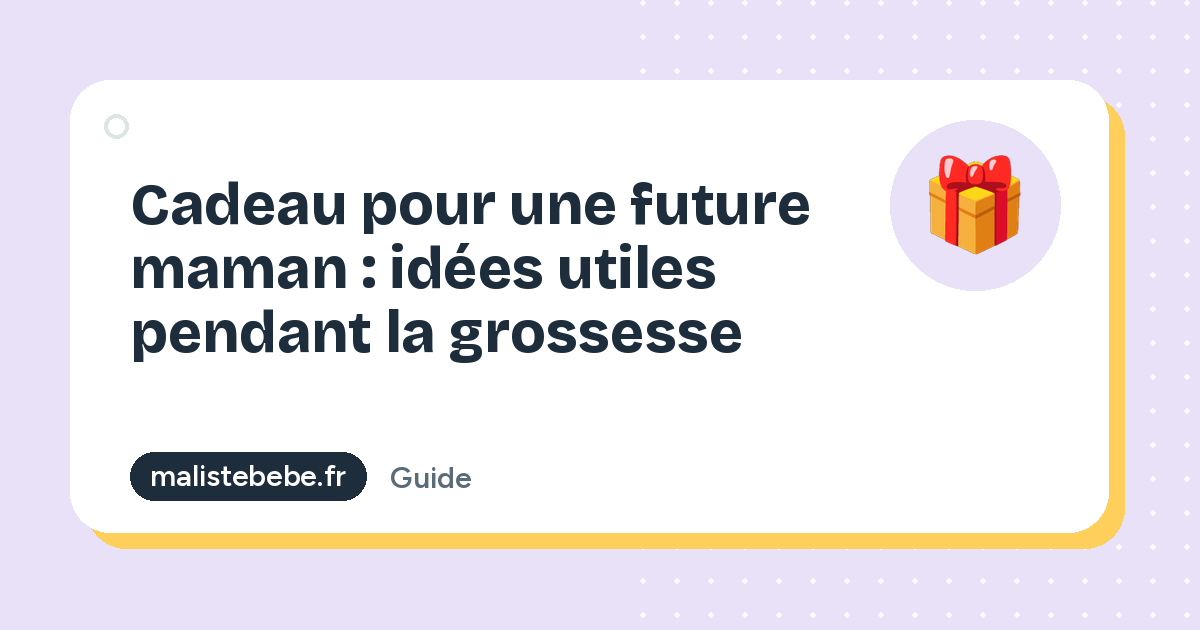 Cadeau pour une future
maman : idées utiles
pendant la grossesse
malistebebe.fr
Guide